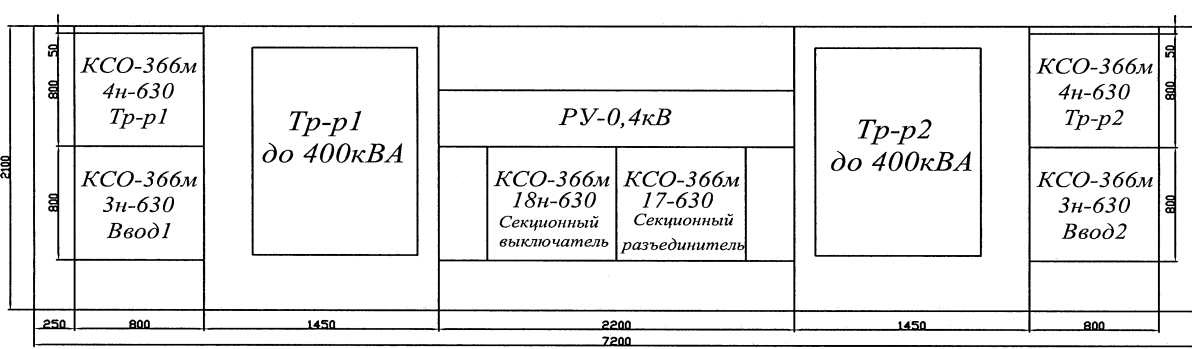 КСО-366м
4н-630
Тр-р1
КСО-366м
3н-630
Ввод1
Тр-р1
до 400кВА
РУ-0,4кВ
КСО-366м
18н-630
Секционный
выключатель
КСО-366м
17-630
Секционный
разъединитель
Тр-р2
до 400кВА
КСО-366м
4н-630
Тр-р2
КСО-366м
3н-630
Ввод2
50
800
800
2100
50
800
800
250
800
1450
2200
1450
800
7200